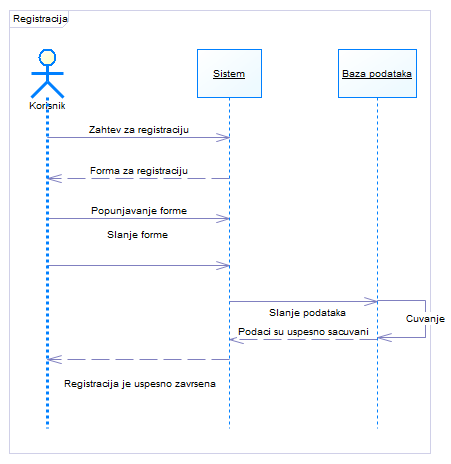 Registracija
Korisnik
Sistem
Baza podataka
Zahtev za registraciju
Forma za registraciju
Popunjavanje forme
Slanje forme
Slanje podataka
Cuvanje
Podaci su uspesno sacuvani
Registracija je uspesno zavrsena